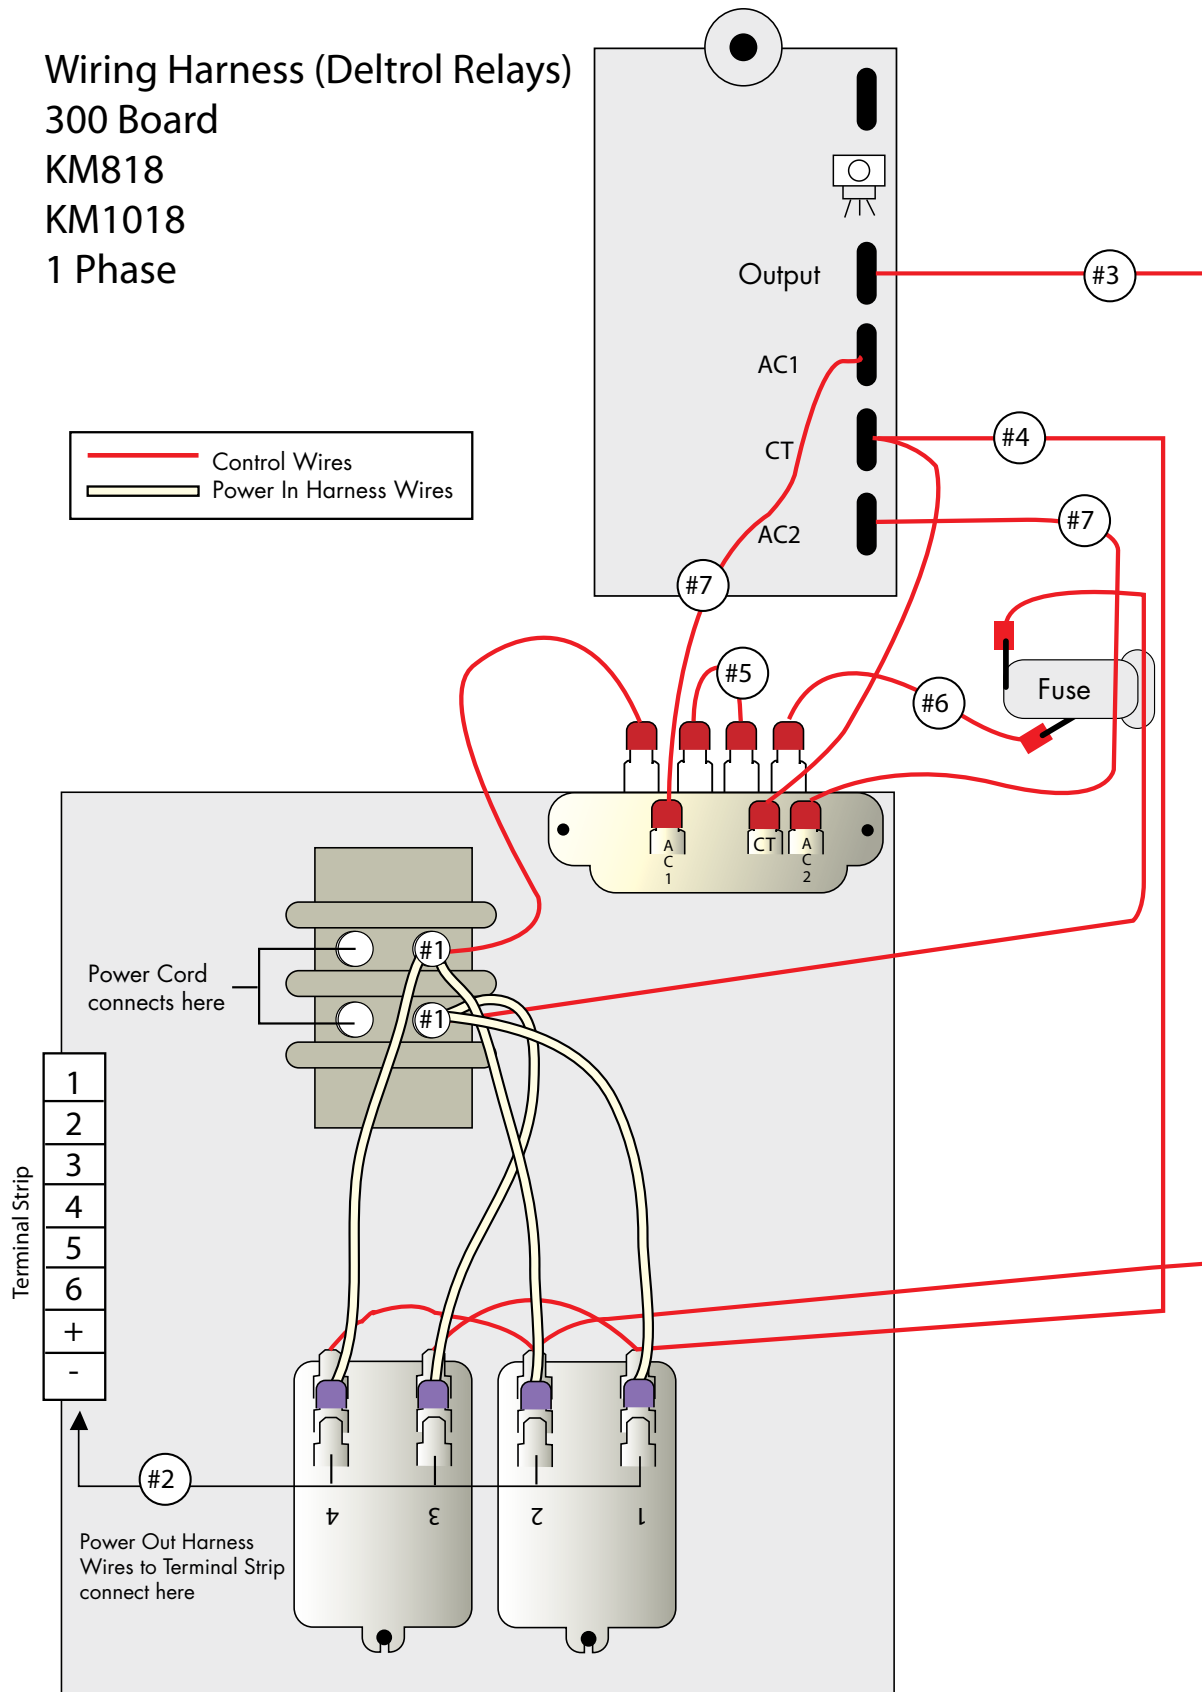 Wiring Harness (Deltrol Relays)
300 Board
KM818
KM1018
1 Phase
Output
#3
AC1
Control Wires
Power In Harness Wires
CT
#4
AC2
#7
#7
#5
#6
Fuse
AC1
CT
AC2
Power Cord
connects here
#1
#1
Terminal Strip
1
2
3
4
5
6
+
-
#2
4
3
2
1
Power Out Harness
Wires to Terminal Strip
connect here